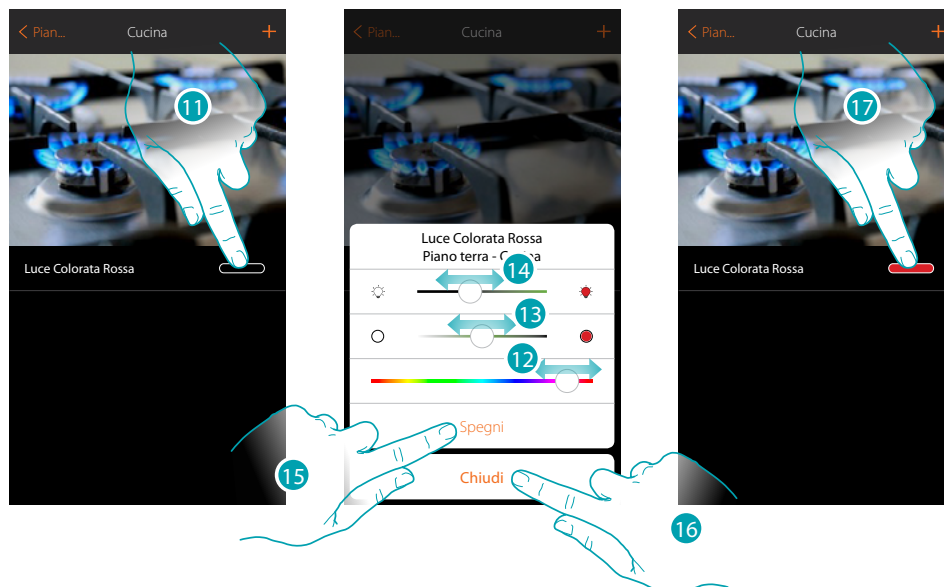 Pian... Cucina +
11
Luce Colorata Rossa
Pian... Cucina +
Luce Colorata Rossa
Piano terra - C
14
13
12
Spegni
15
Chiudi
16
Pian... Cucina +
17
Luce Colorata Rossa